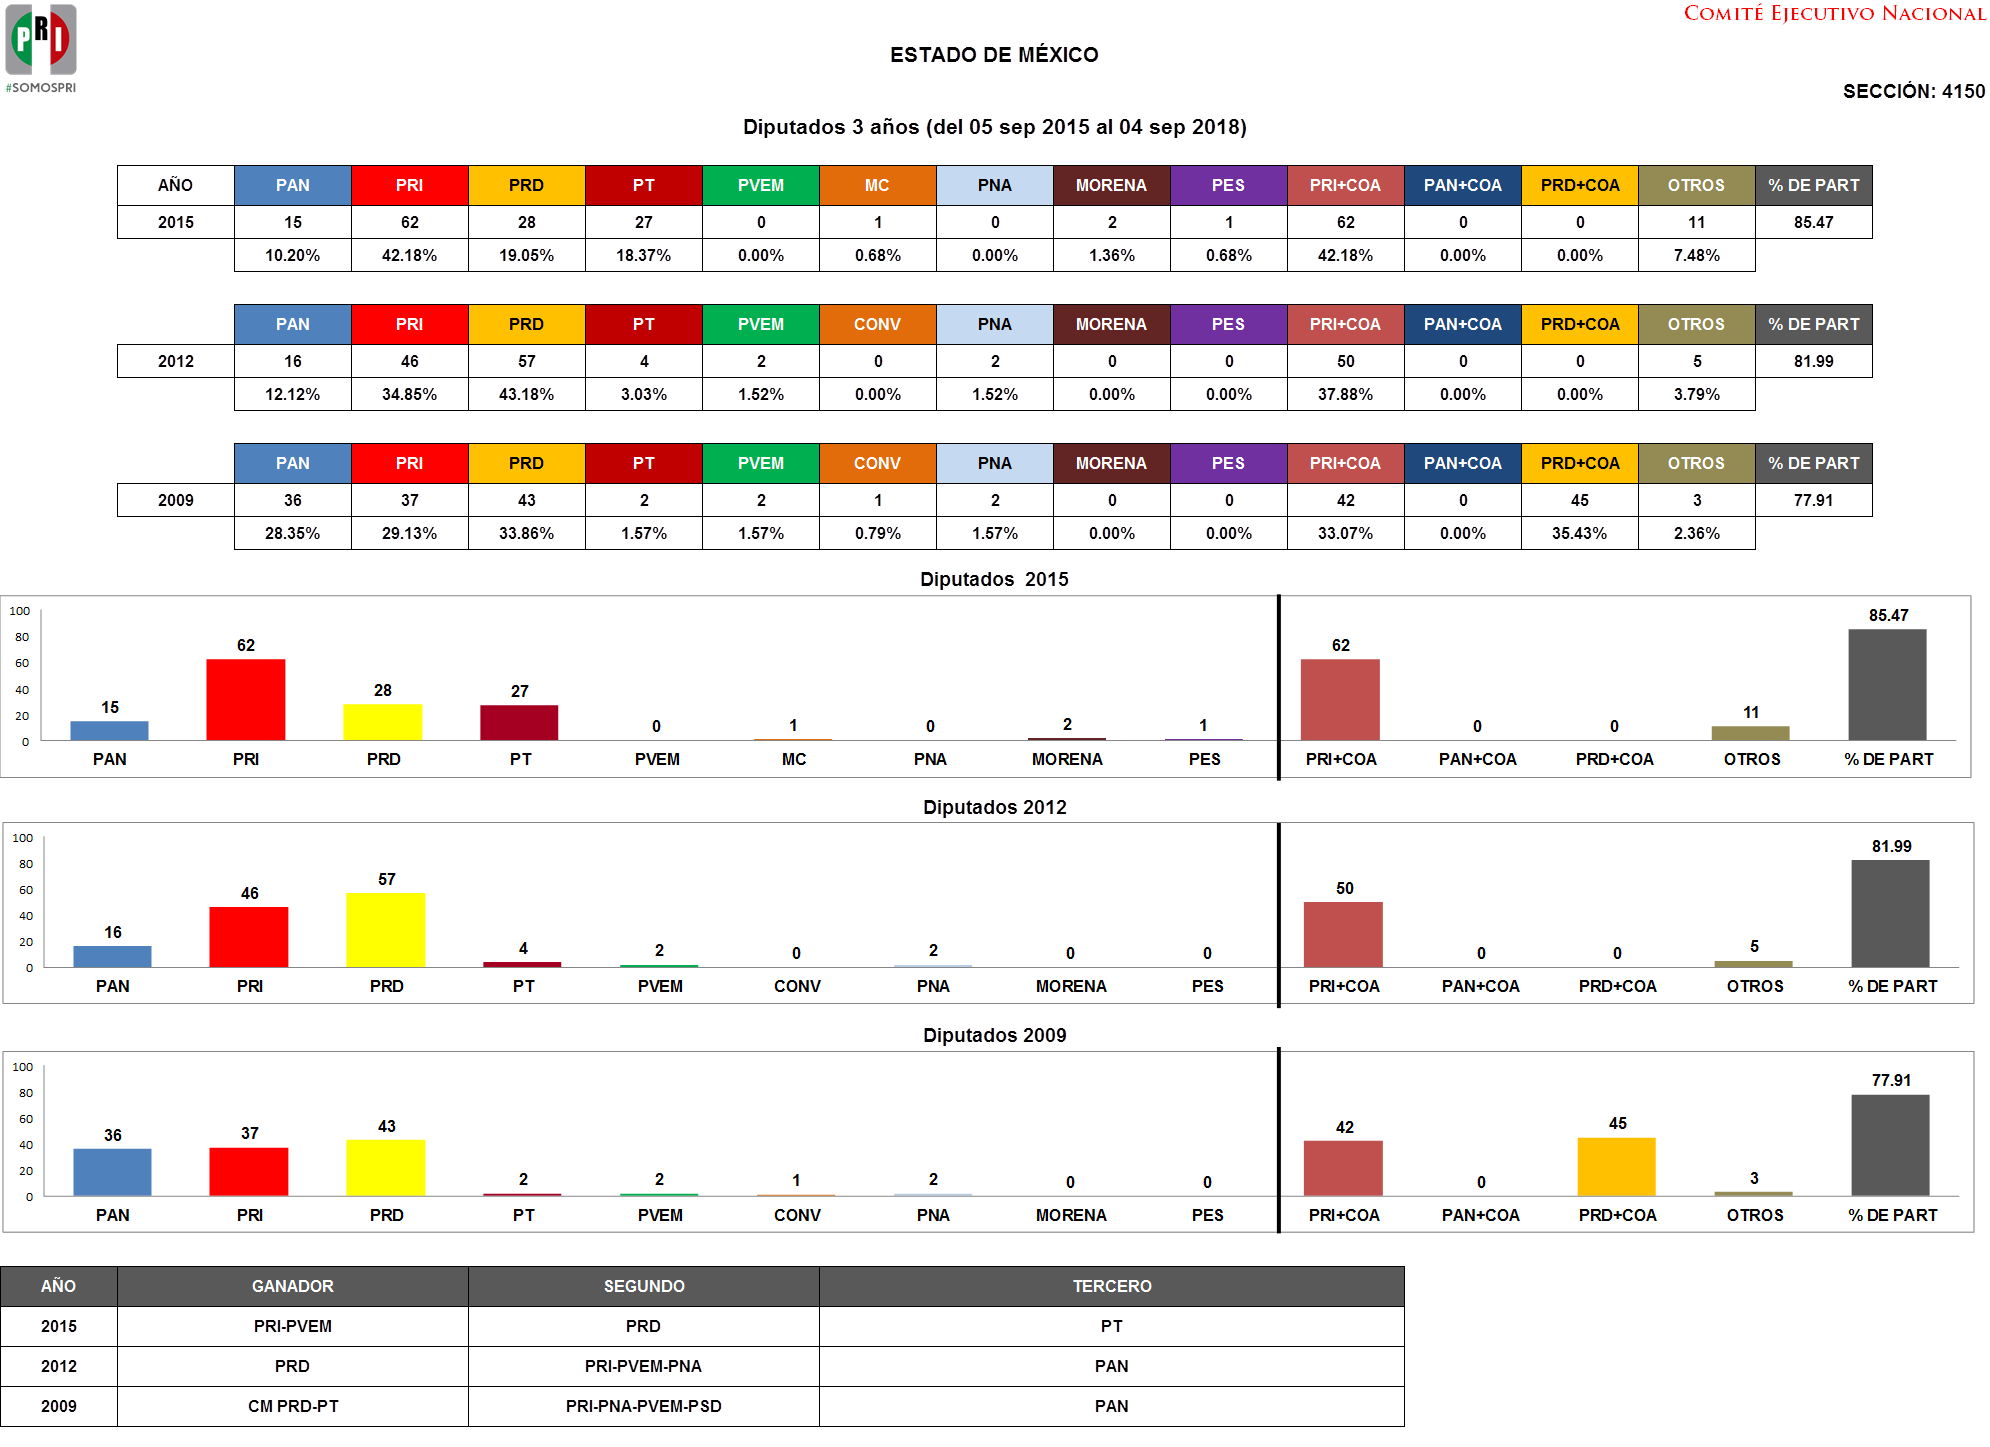 PRI
#SOMOSPRI
COMITÉ EJECUTIVO NACIONAL
ESTADO DE MÉXICO
SECCIÓN: 4150
Diputados 3 años (del 05 sep 2015 al 04 sep 2018)
AÑO PAN PRI PRD PT PVEM MC PNA MORENA PES PRI+COA PAN+COA PRD+COA OTROS % DE PART
2015 15 62 28 27 0 1 0 2 1 62 0 0 11 85.47
10.20% 42.18% 19.05% 18.37% 0.00% 0.68% 0.00% 1.36% 0.68% 42.18% 0.00% 0.00% 7.48%
PAN PRI PRD PT PVEM CONV PNA MORENA PES PRI+COA PAN+COA PRD+COA OTROS % DE PART
2012 16 46 57 4 2 0 2 0 0 50 0 0 5 81.99
12.12% 34.85% 43.18% 3.03% 1.52% 0.00% 1.52% 0.00% 0.00% 37.88% 0.00% 0.00% 3.79%
PAN PRI PRD PT PVEM CONV PNA MORENA PES PRI+COA PAN+COA PRD+COA OTROS % DE PART
2009 36 37 43 2 2 1 2 0 0 42 0 45 3 77.91
28.35% 29.13% 33.86% 1.57% 1.57% 0.79% 1.57% 0.00% 0.00% 33.07% 0.00% 35.43% 2.36%
Diputados 2015
100
80
60
40
20
0
15 62 28 27 0 1 0 2 1 62 0 0 11 85.47
PAN PRI PRD PT PVEM MC PNA MORENA PES PRI+COA PAN+COA PRD+COA OTROS % DE PART
Diputados 2012
100
80
60
40
20
0
16 46 57 4 2 0 2 0 0 50 0 0 5 81.99
PAN PRI PRD PT PVEM CONV PNA MORENA PES PRI+COA PAN+COA PRD+COA OTROS % DE PART
Diputados 2009
100
80
60
40
20
0
36 37 43 2 2 1 2 0 0 42 0 45 3 77.91
PAN PRI PRD PT PVEM CONV PNA MORENA PES PRI+COA PAN+COA PRD+COA OTROS % DE PART
AÑO GANADOR SEGUNDO TERCERO
2015 PRI-PVEM PRD PT
2012 PRD PRI-PVEM-PNA PAN
2009 CM PRD-PT PRI-PNA-PVEM-PSD PAN